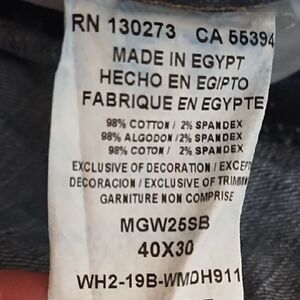 RN 130273 CA 55394
MADE IN EGYPT
HECHO EN EGIPTO
FABRIQUE EN EGYPTE
98% COTTON / 2% SPANDEX
98% ALGODON / 2% SPANDEX
98% COTON / 2% SPANDEX
EXCLUSIVE OF DECORATION / EXCEPT
DECORACION / EXCLUSIVE OF TRIMMIN
GARNITURE NON COMPRISE
MGW25SB
40X30
WH2-19B-WMDH911